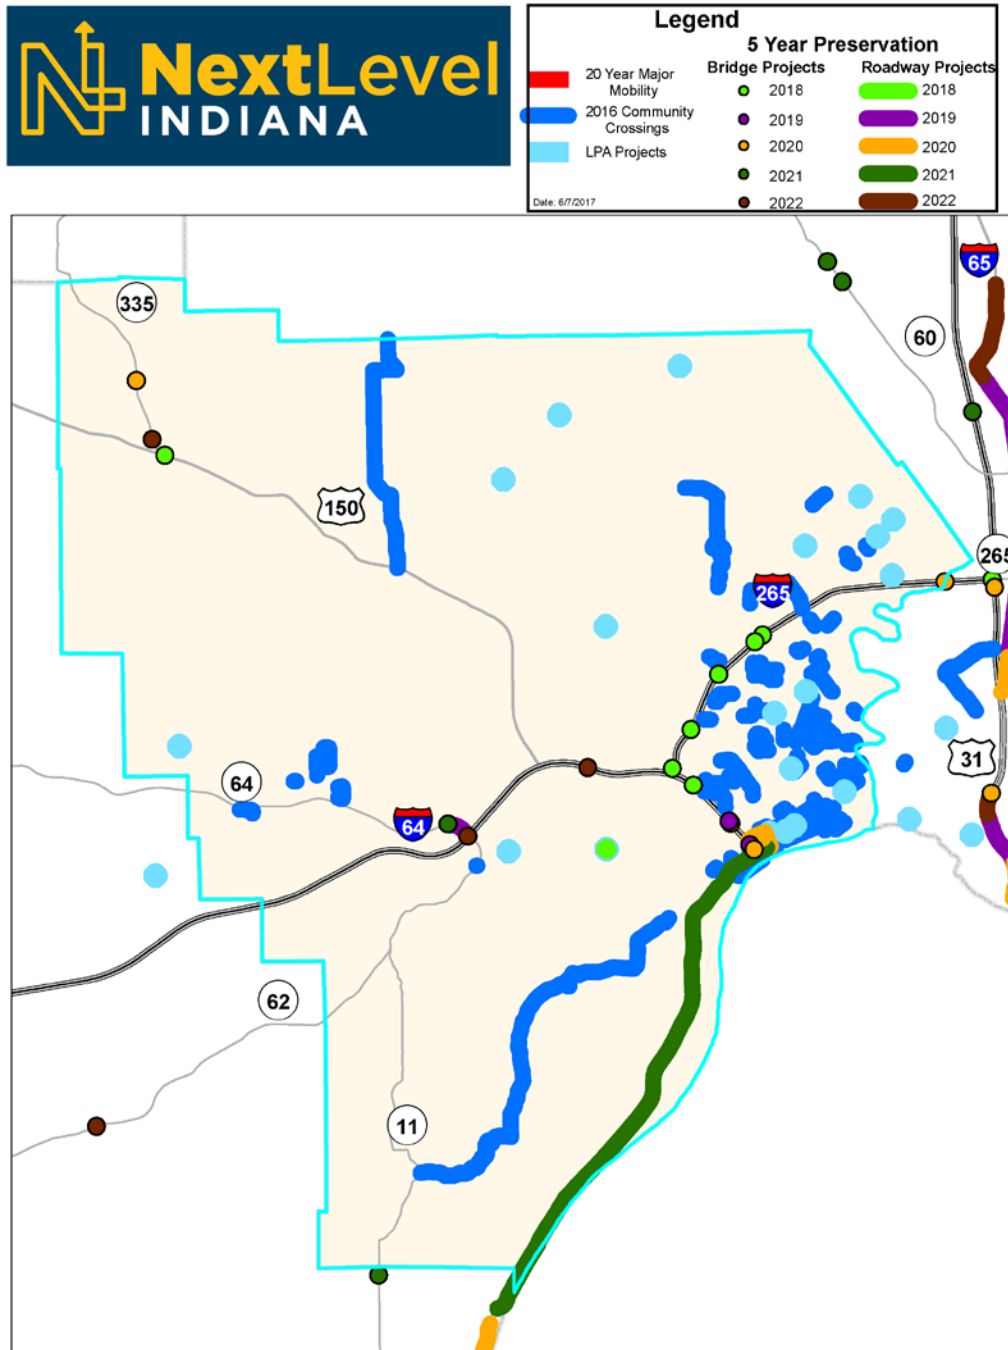 NextLevel
INDIANA
Legend
5 Year Preservation
Bridge Projects
Roadway Projects
20 Year Major
Mobility
2016 Community
Crossings
LPA Projects
2018
2019
2020
2021
2022
2018
2019
2020
2021
2022
Date: 6/7/2017
65
335
60
150
265
265
31
64
64
62
11